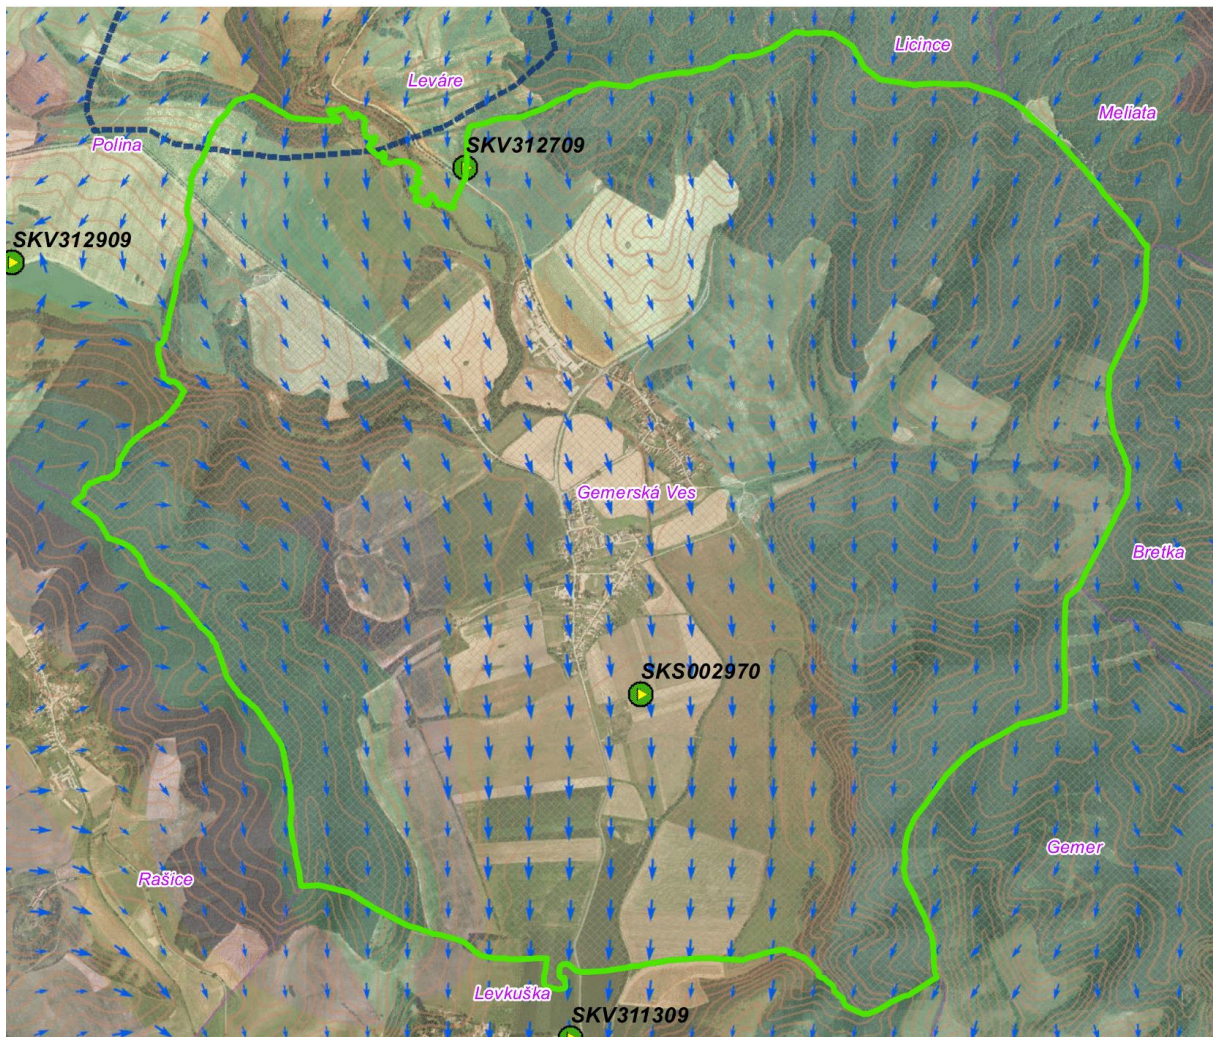 Licince
Leváre
Meliata
Polina
SKV312709
SKV312909
Gemerská Ves
Bretka
SKS002970
Gemer
Rašice
Levkuška
SKV311309